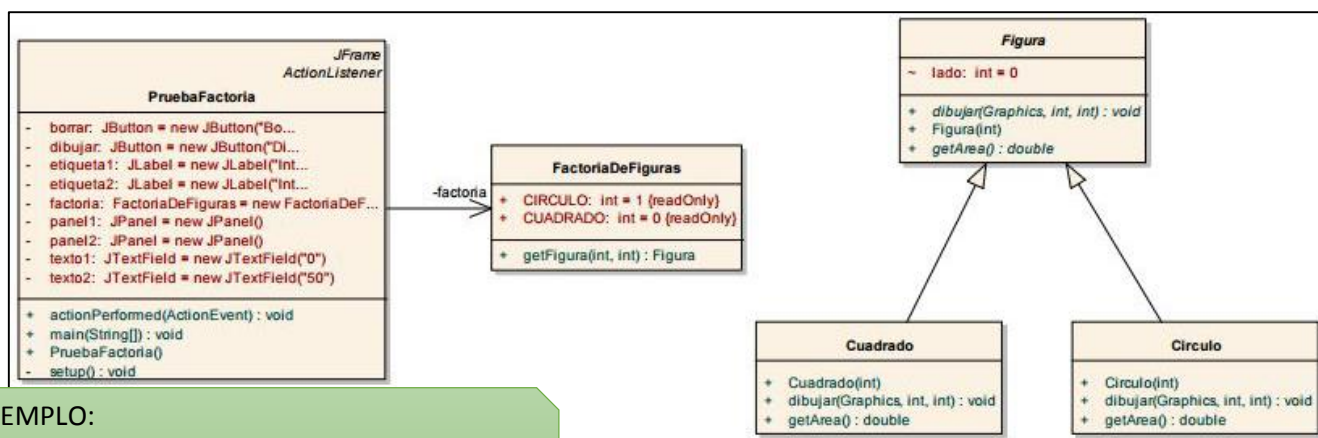 JFrame
ActionListener
PruebaFactoria
- borrar: JButton = new JButton("Bo...
- dibujar: JButton = new JButton("Di...
- etiqueta1: JLabel = new JLabel("Int...
- etiqueta2: JLabel = new JLabel("Int...
- factoria: FactoriaDeFiguras = new FactoriaDeF...
- panel1: JPanel = new JPanel()
- panel2: JPanel = new JPanel()
- texto1: JTextField = new JTextField("0")
- texto2: JTextField = new JTextField("50")
+ actionPerformed(ActionEvent) : void
+ main(String[]) : void
+ PruebaFactoria()
- setup() : void
-factoria
FactoriaDeFiguras
+ CIRCULO: int = 1 {readOnly}
+ CUADRADO: int = 0 {readOnly}
+ getFigura(int, int) : Figura
Figura
~ lado: int = 0
+ dibujar(Graphics, int, int) : void
+ Figura(int)
+ getArea() : double
Cuadrado
+ Cuadrado(int)
+ dibujar(Graphics, int, int) : void
+ getArea() : double
Circulo
+ Circulo(int)
+ dibujar(Graphics, int, int) : void
+ getArea() : double
EMPLO: